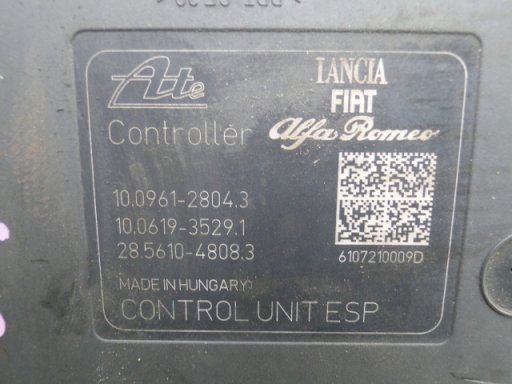 Ate
LANCIA
FIAT
Alfa Romeo
Controller
10.0961-2804.3
10.0619-3529.1
28.5610-4808.3
6107210009D
MADE IN HUNGARY
CONTROL UNIT ESP